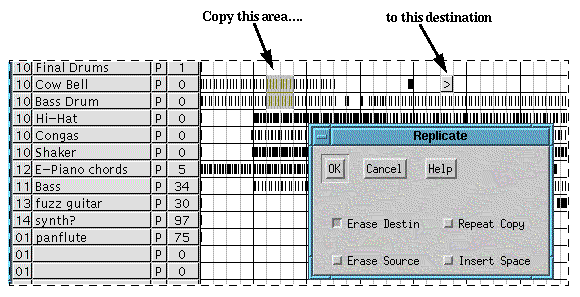 Copy this area.... to this destination
10 Final Drums P 1
10 Cow Bell P 0 >
10 Bass Drum P 0
10 Hi-Hat P 0
10 Congas P 0
10 Shaker P 0
12 E-Piano chords P 5
11 Bass P 34
13 fuzz guitar P 30
14 synth? P 97
01 panflute P 75
01 P 0
01 P 0
Replicate
OK Cancel Help
Erase Destin Repeat Copy
Erase Source Insert Space